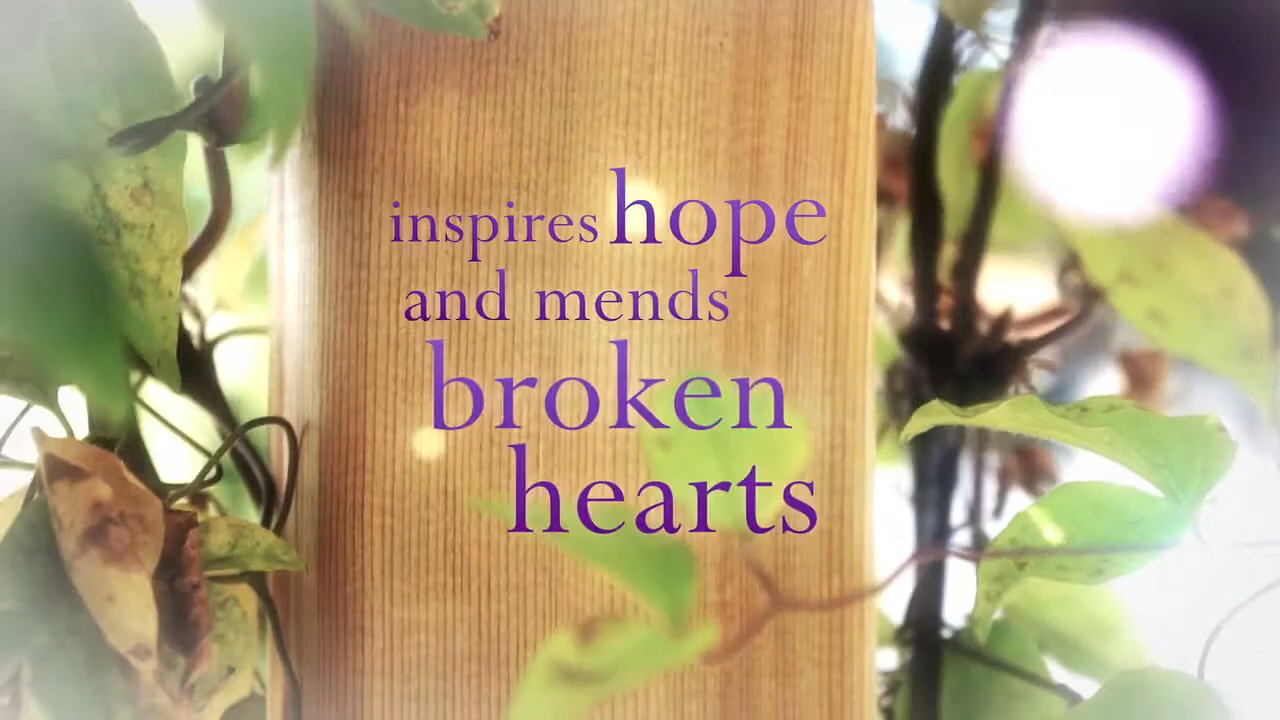 inspires hope
and mends
broken
hearts